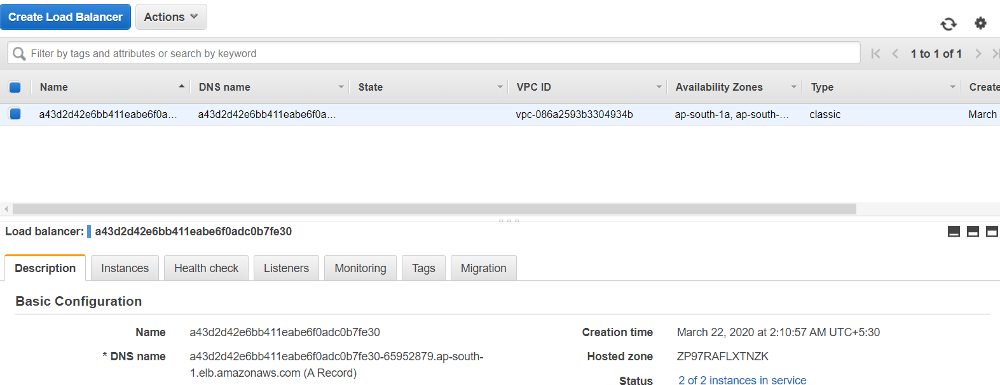 Create Load Balancer Actions
Filter by tags and attributes or search by keyword 1 to 1 of 1
Name DNS name State VPC ID Availability Zones Type Create
a43d2d42e6bb411eabe6f0a... a43d2d42e6bb411eabe6f0a... vpc-086a2593b3304934b ap-south-1a, ap-south-... classic March
Load balancer: a43d2d42e6bb411eabe6f0adc0b7fe30
Description Instances Health check Listeners Monitoring Tags Migration
Basic Configuration
Name a43d2d42e6bb411eabe6f0adc0b7fe30 Creation time March 22, 2020 at 2:10:57 AM UTC+5:30
* DNS name a43d2d42e6bb411eabe6f0adc0b7fe30-65952879.ap-south- Hosted zone ZP97RAFLXTNZK
1.elb.amazonaws.com (A Record)
Status 2 of 2 instances in service